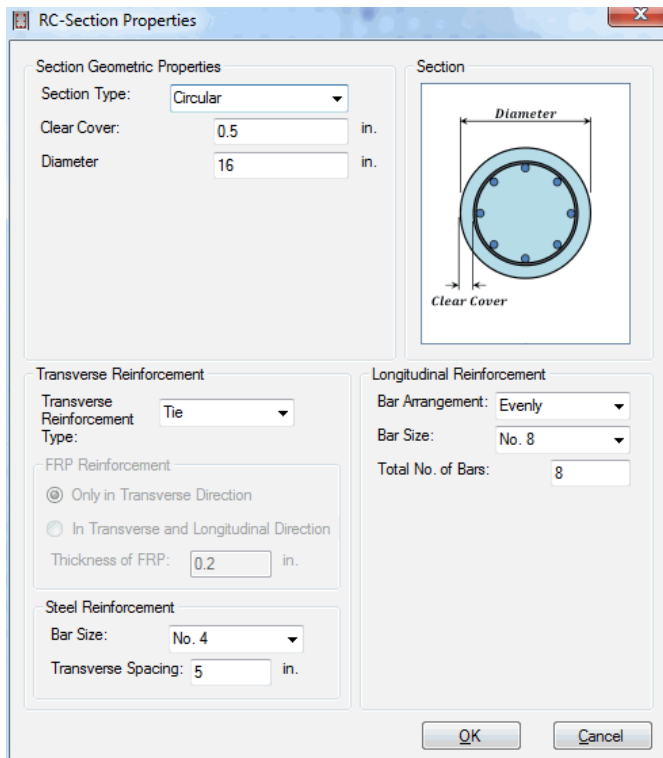 RC-Section Properties
x
Section Geometric Properties
Section Type: Circular
Clear Cover: 0.5 in.
Diameter 16 in.
Section
Diameter
Clear Cover
Transverse Reinforcement
Transverse
Reinforcement
Type:
Tie
FRP Reinforcement
Only in Transverse Direction
In Transverse and Longitudinal Direction
Thickness of FRP: 0.2 in.
Steel Reinforcement
Bar Size: No. 4
Transverse Spacing: 5 in.
Longitudinal Reinforcement
Bar Arrangement: Evenly
Bar Size: No. 8
Total No. of Bars: 8
OK
Cancel